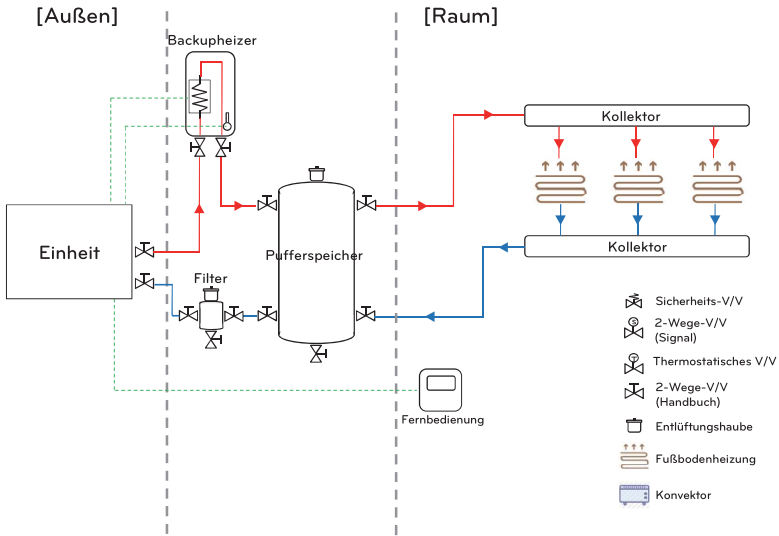 [Außen]
[Raum]
Backupheizer
Kollektor
Einheit
Pufferspeicher
Kollektor
Filter
Sicherheits-V/V
S
2-Wege-V/V
(Signal)
T
Thermostatisches V/V
2-Wege-V/V
(Handbuch)
Fernbedienung
Entlüftungshaube
Fußbodenheizung
Konvektor